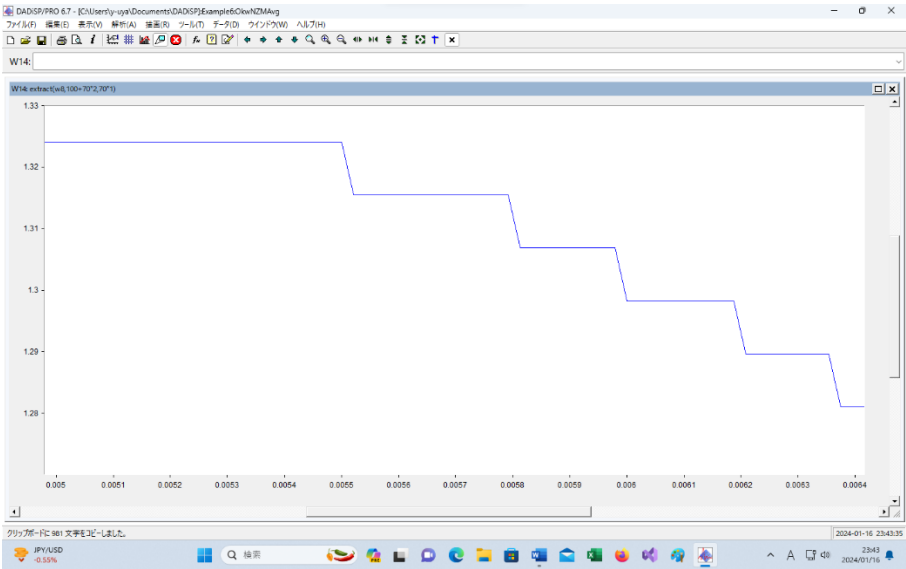 DADiSP/PRO 6.7 - [C:\Users\y-uya\Documents\DADiSP]:Example6:OkwNZMAvg
ファイル(F) 編集(E) 表示(V) 解析(A) 描画(R) ツール(T) データ(D) ウインドウ(W) ヘルプ(H)
W14:
W14: extract(w8,100+70*2,70*1)
1.33
1.32
1.31
1.3
1.29
1.28
0.005 0.0051 0.0052 0.0053 0.0054 0.0055 0.0056 0.0057 0.0058 0.0059 0.006 0.0061 0.0062 0.0063 0.0064
クリップボードに 981 文字をコピーしました。
2024-01-16 23:43:35
JPY/USD
-0.55%
検索
A
23:43
2024/01/16